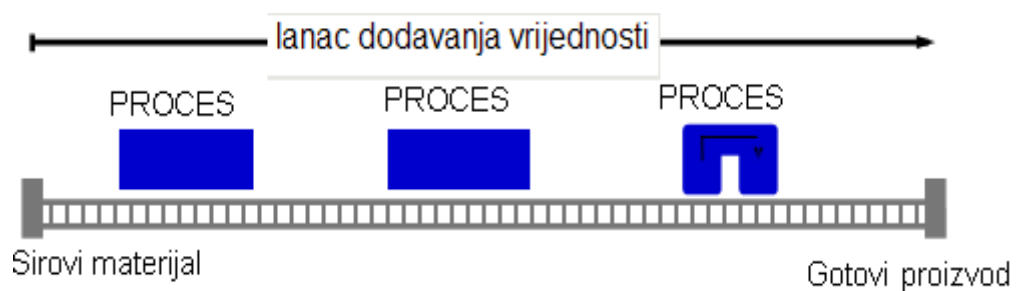 lanac dodavanja vrijednosti
PROCES
PROCES
PROCES
Sirovi materijal
Gotovi proizvod